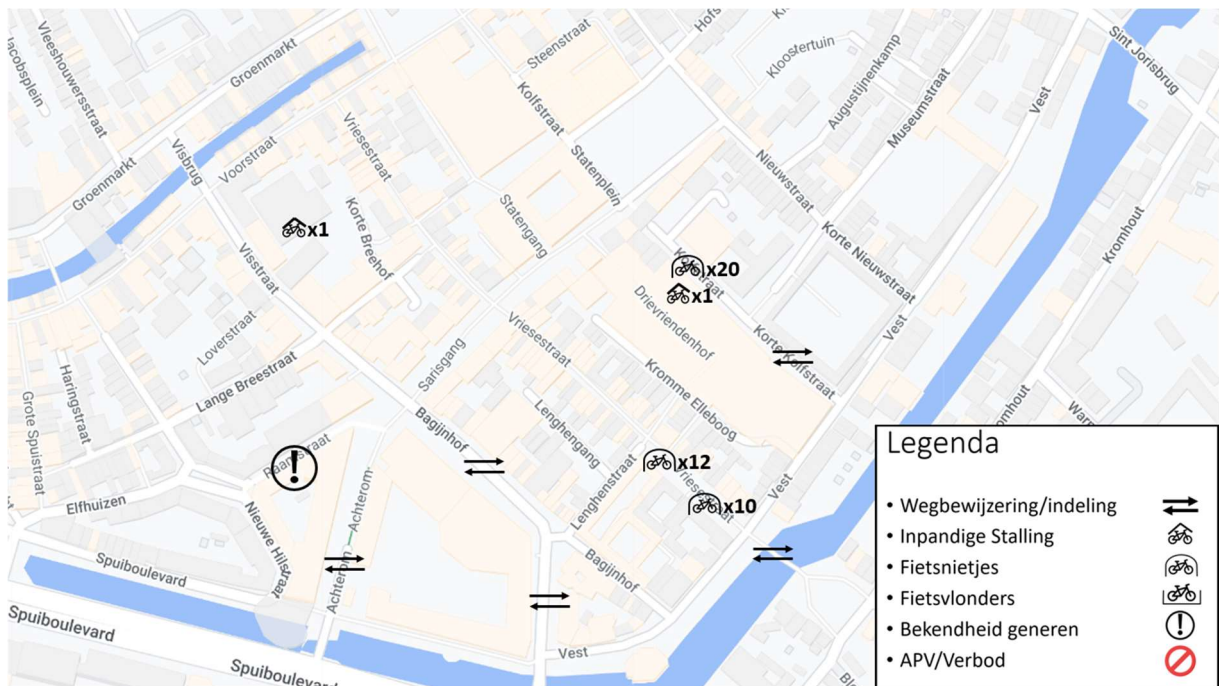 Jacobsplein
Vleeshouwersstraat
Groenmarkt
Groenmarkt
Visbrug
Voorstraat
Vriesestraat
Korte Breehof
Steenstraat
Kolfstraat
Statenplein
Statengang
Hofs
Kloostertuin
Augustijnenkamp
Museumstraat
Vest
Sint Jorisbrug
Kromhout
Nieuwstraat
Korte Nieuwstraat
x1
x20
x1
Drievriendenhof
Korte Kolfstraat
Vest
Visstraat
Loverstraat
Lange Breestraat
Haringstraat
Grote Spuistraat
Sarisgang
Vriesestraat
Kromme Elleboog
Bagijnhof
Lenghengang
Lenghenstraat
x12
x10
Vest
Raamstraat
Elfhuizen
Nieuwe Hilstraat
Achterom
Achterom
Bagijnhof
Spuiboulevard
Spuiboulevard
Spuiboulevard
Vest
Legenda
• Wegbewijzering/indeling
• Inpandige Stalling
• Fietsnietjes
• Fietsvlonders
• Bekendheid generen
• APV/Verbod